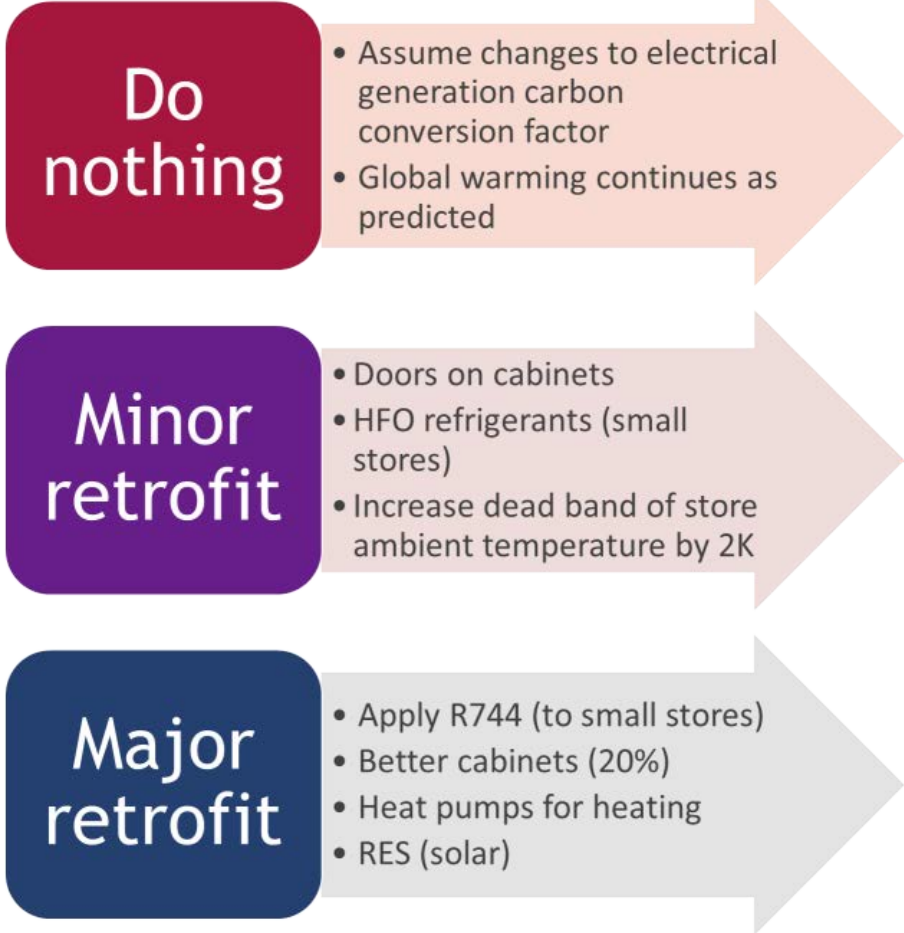 Do
nothing
• Assume changes to electrical
generation carbon
conversion factor
• Global warming continues as
predicted
Minor
retrofit
• Doors on cabinets
• HFO refrigerants (small
stores)
• Increase dead band of store
ambient temperature by 2K
Major
retrofit
• Apply R744 (to small stores)
• Better cabinets (20%)
• Heat pumps for heating
• RES (solar)